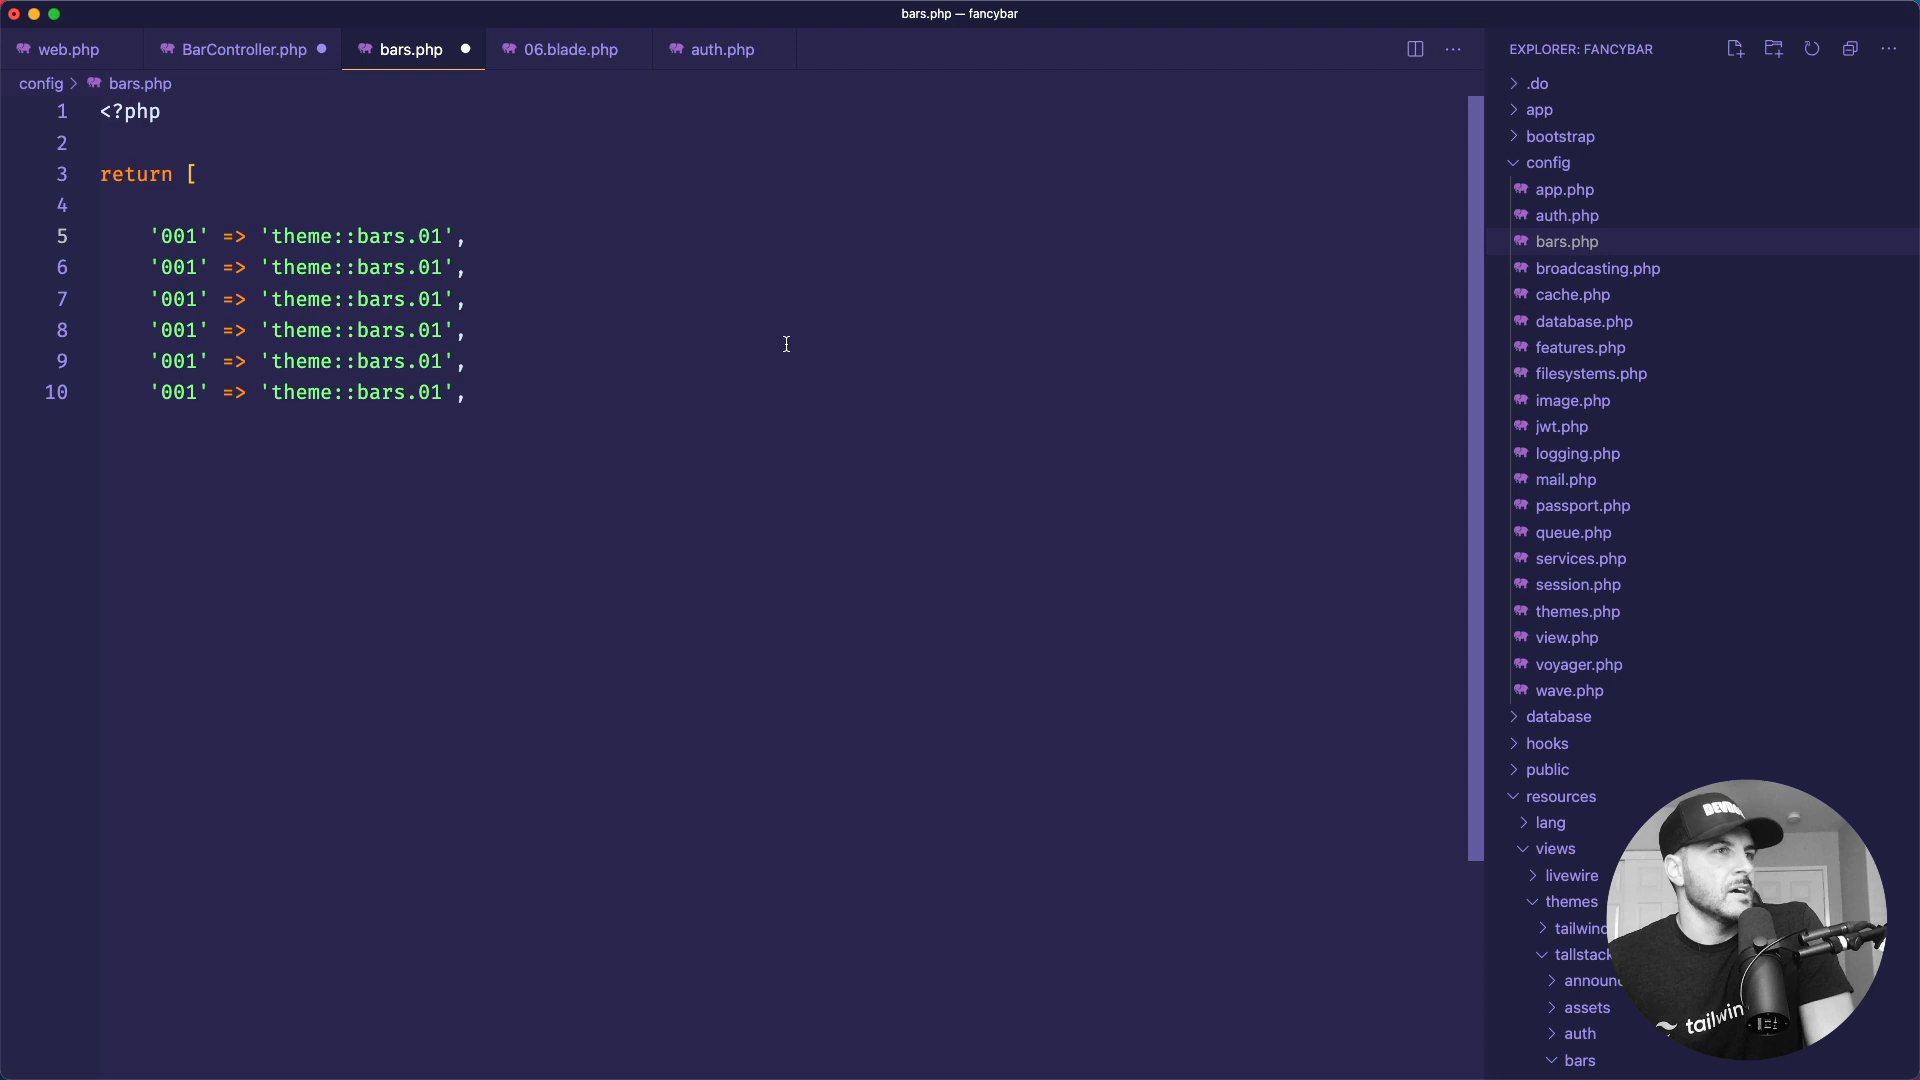 bars.php — fancybar
web.php
BarController.php
bars.php
06.blade.php
auth.php
EXPLORER: FANCYBAR
config
bars.php
1 <?php
2
3 return [
4
5 '001' => 'theme::bars.01',
6 '001' => 'theme::bars.01',
7 '001' => 'theme::bars.01',
8 '001' => 'theme::bars.01',
9 '001' => 'theme::bars.01',
10 '001' => 'theme::bars.01',
.do
app
bootstrap
config
app.php
auth.php
bars.php
broadcasting.php
cache.php
database.php
features.php
filesystems.php
image.php
jwt.php
logging.php
mail.php
passport.php
queue.php
services.php
session.php
themes.php
view.php
voyager.php
wave.php
database
hooks
public
resources
lang
views
livewire
themes
tailwind
tallstack
announ
assets
auth
bars
tailwin